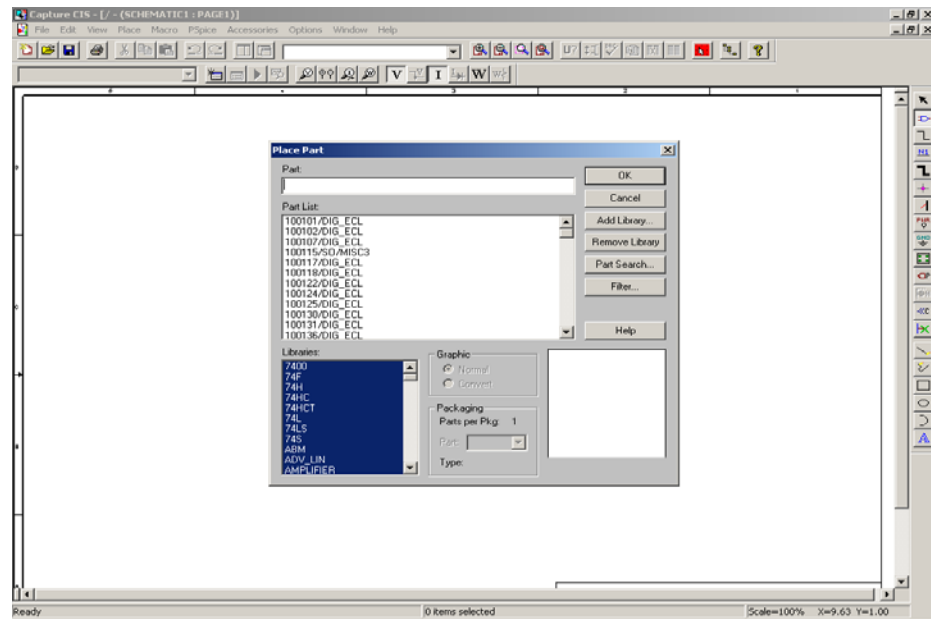 Capture CIS - [/ - (SCHEMATIC1 : PAGE1)]
File Edit View Place Macro PSpice Accessories Options Window Help
U?
V I W
Place Part
Part:
OK
Cancel
Part List:
100101/DIG_ECL
100102/DIG_ECL
100107/DIG_ECL
100115/SO/MISC3
100117/DIG_ECL
100118/DIG_ECL
100122/DIG_ECL
100124/DIG_ECL
100125/DIG_ECL
100130/DIG_ECL
100131/DIG_ECL
100136/DIG_ECL
Add Library...
Remove Library
Part Search...
Filter...
Help
Libraries:
7400
74F
74H
74HC
74HCT
74L
74LS
74S
ABM
ADV_LIN
AMPLIFIER
Graphic
Normal
Convert
Packaging
Parts per Pkg: 1
Part:
Type:
N1
PWR
GND
A
Ready
0 items selected
Scale=100% X=9.63 Y=1.00